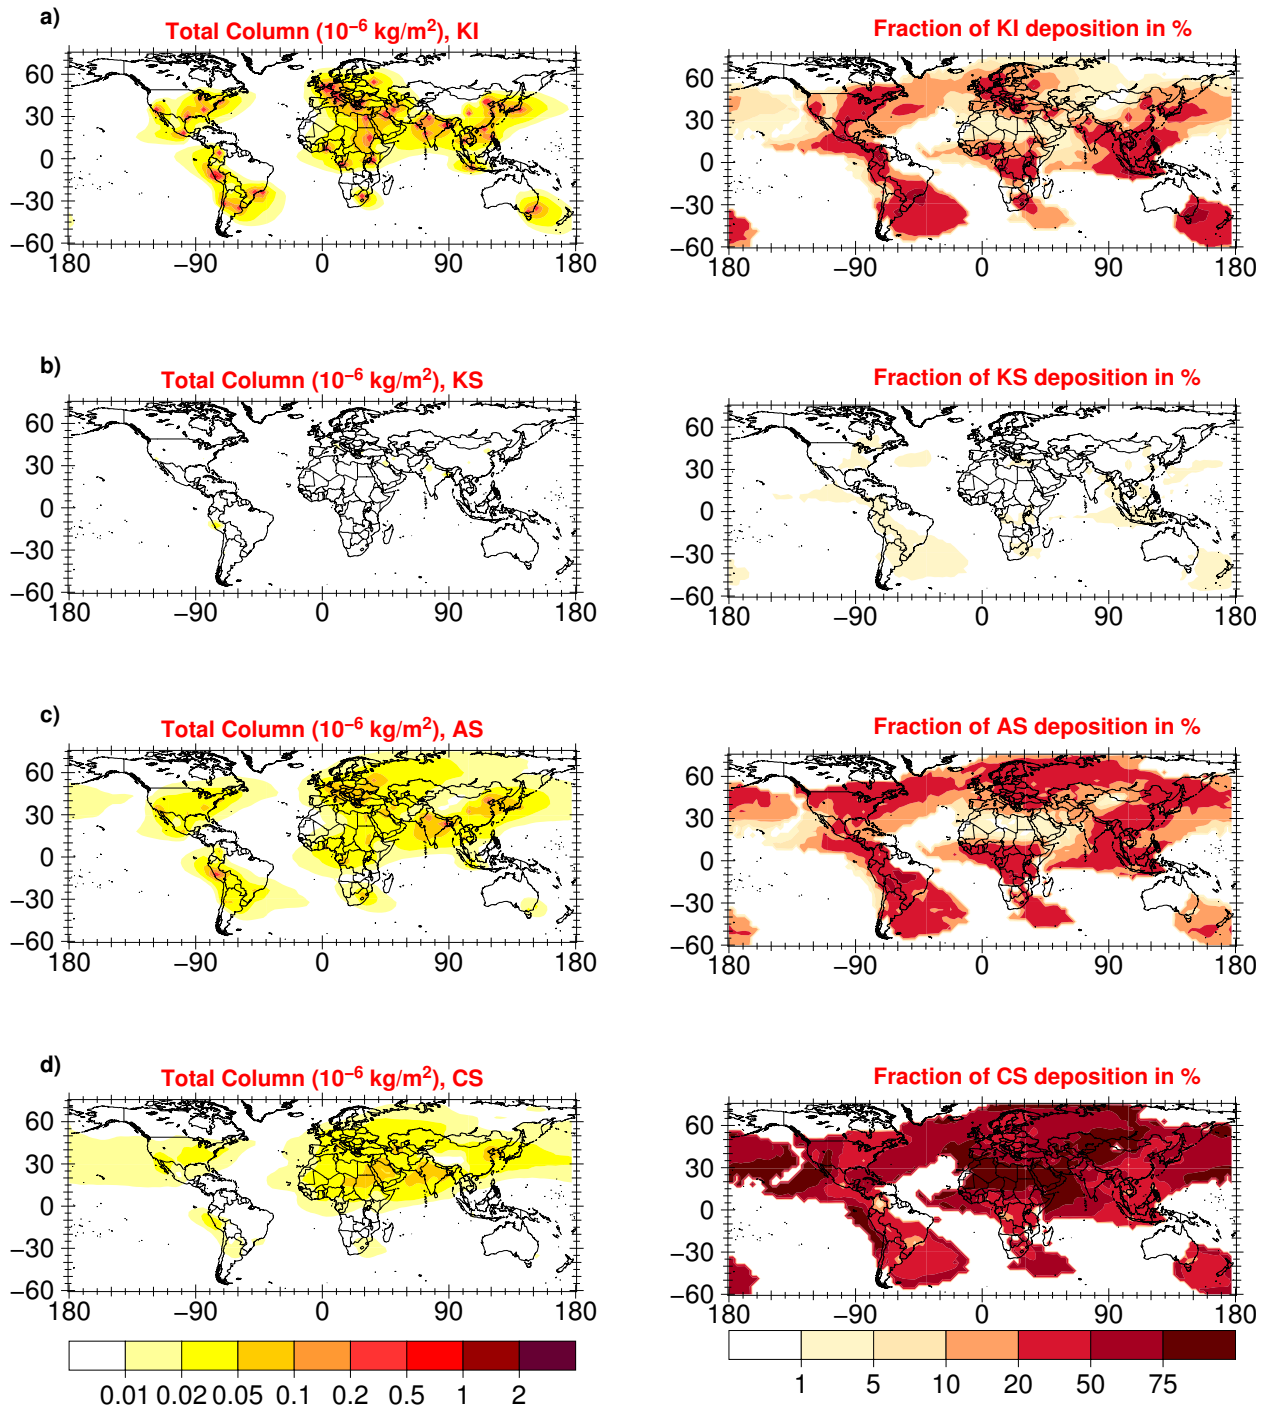 a)
Total Column (10⁻⁶ kg/m²), KI
60
30
0
−30
−60
180 −90 0 90 180
Fraction of KI deposition in %
60
30
0
−30
−60
180 −90 0 90 180
b)
Total Column (10⁻⁶ kg/m²), KS
60
30
0
−30
−60
180 −90 0 90 180
Fraction of KS deposition in %
60
30
0
−30
−60
180 −90 0 90 180
c)
Total Column (10⁻⁶ kg/m²), AS
60
30
0
−30
−60
180 −90 0 90 180
Fraction of AS deposition in %
60
30
0
−30
−60
180 −90 0 90 180
d)
Total Column (10⁻⁶ kg/m²), CS
60
30
0
−30
−60
180 −90 0 90 180
0.01 0.02 0.05 0.1 0.2 0.5 1 2
Fraction of CS deposition in %
60
30
0
−30
−60
180 −90 0 90 180
1 5 10 20 50 75